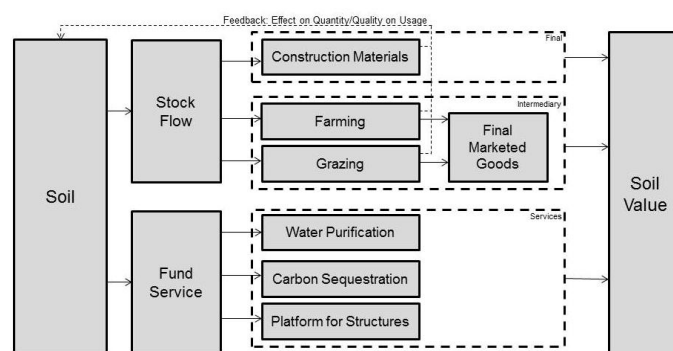 Feedback: Effect on Quantity/Quality on Usage
Soil
Stock
Flow
Final
Construction Materials
Intermediary
Farming
Grazing
Final
Marketed
Goods
Fund
Service
Services
Water Purification
Carbon Sequestration
Platform for Structures
Soil
Value